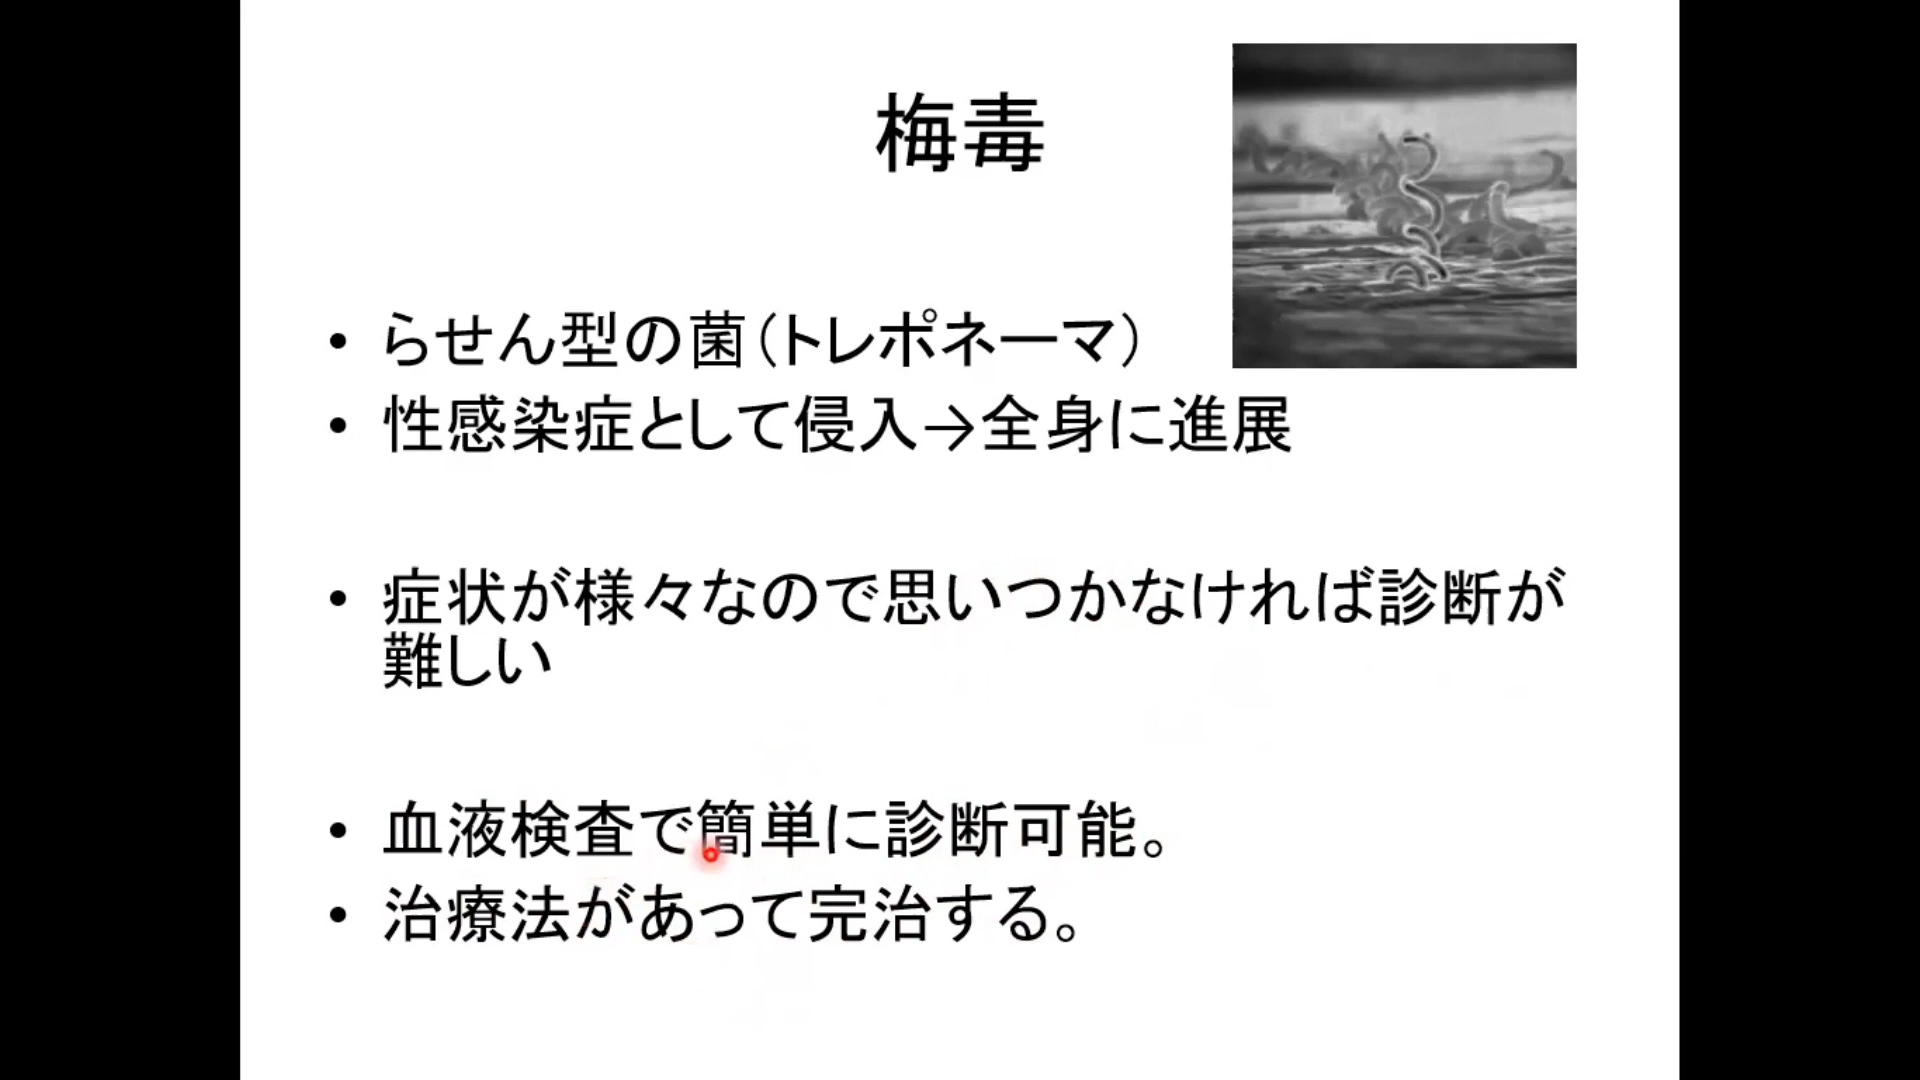 梅毒
• らせん型の菌（トレポネーマ）
• 性感染症として侵入→全身に進展
• 症状が様々なので思いつかなければ診断が
難しい
• 血液検査で簡単に診断可能。
• 治療法があって完治する。